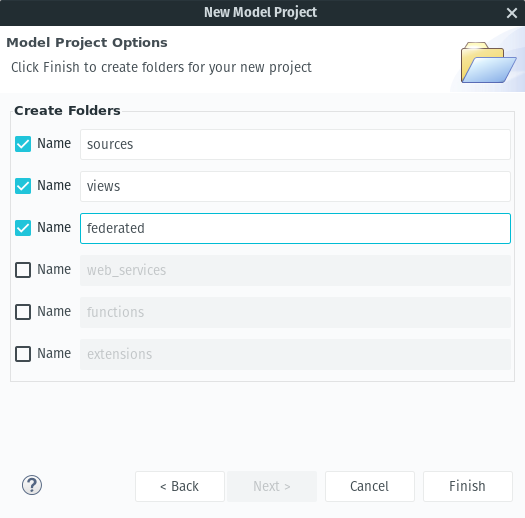 New Model Project
Model Project Options
Click Finish to create folders for your new project
Create Folders
Name sources
Name views
Name federated
Name web_services
Name functions
Name extensions
? < Back Next > Cancel Finish